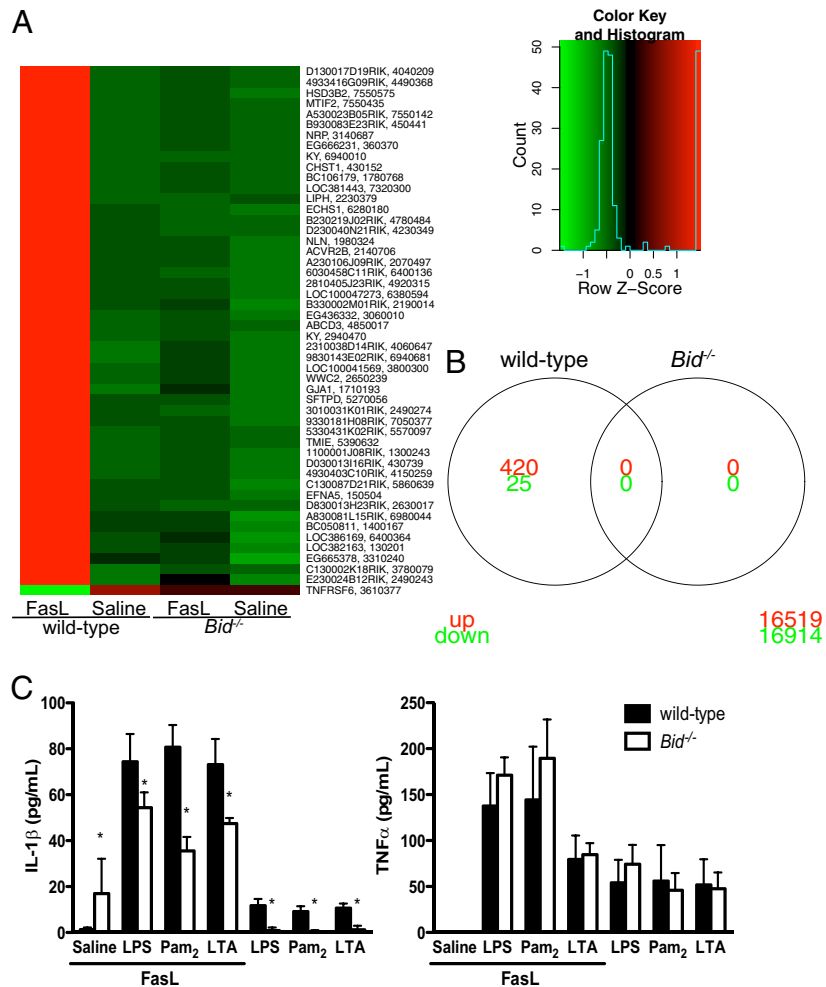 A
D130017D19RIK, 4040209
4933416G09RIK, 4490368
HSD3B2, 7550575
MTIF2, 7550435
A530023B05RIK, 7550142
B930083E23RIK, 450441
NRP, 3140687
EG666231, 360370
KY, 6940010
CHST1, 430152
BC106179, 1780768
LOC381443, 7320300
LIPH, 2230379
ECHS1, 6280180
B230219J02RIK, 4780484
D230040N21RIK, 4230349
NLN, 1980324
ACVR2B, 2140706
A230106J09RIK, 2070497
6030458C11RIK, 6400136
2810405J23RIK, 4920315
LOC100047273, 6380594
B330002M01RIK, 2190014
EG436332, 3060010
ABCD3, 4850017
KY, 2940470
2310038D14RIK, 4060647
9830143E02RIK, 6940681
LOC100041569, 3800300
WWC2, 2650239
GJA1, 1710193
SFTPD, 5270056
3010031K01RIK, 2490274
9330181H08RIK, 7050377
5330431K02RIK, 5570097
TMIE, 5390632
1100001J08RIK, 1300243
D030013I16RIK, 430739
4930403C10RIK, 4150259
C130087D21RIK, 5860639
EFNA5, 150504
D830013H23RIK, 2630017
A830081L15RIK, 6980044
BC050811, 1400167
LOC386169, 6400364
LOC382163, 130201
EG665378, 3310240
C130002K18RIK, 3780079
E230024B12RIK, 2490243
TNFRSF6, 3610377
FasL Saline FasL Saline
wild-type Bid-/-
Color Key
and Histogram
Count
0 10 20 30 40 50
−1 0 0.5 1
Row Z−Score
B
wild-type Bid-/-
420 0 0
25 0 0
up 16519
down 16914
C
IL-1β (pg/mL)
100
80
60
40
20
0
* * * * * * *
Saline LPS Pam2 LTA LPS Pam2 LTA
FasL
TNFα (pg/mL)
250
200
150
100
50
0
wild-type
Bid-/-
Saline LPS Pam2 LTA LPS Pam2 LTA
FasL